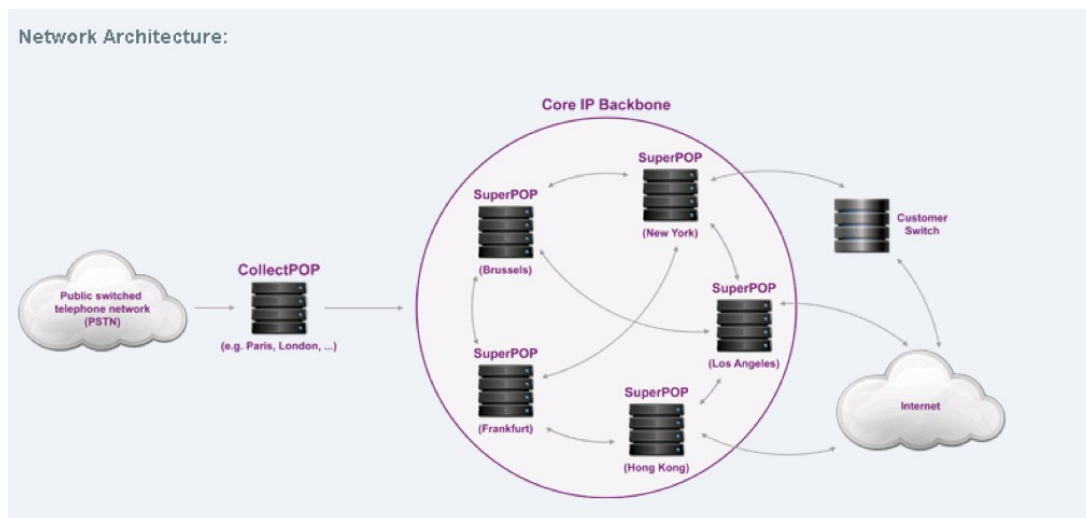 Network Architecture:
Core IP Backbone
SuperPOP
(New York)
SuperPOP
(Brussels)
Customer
Switch
CollectPOP
(e.g. Paris, London, ...)
Public switched
telephone network
(PSTN)
SuperPOP
(Los Angeles)
SuperPOP
(Frankfurt)
SuperPOP
(Hong Kong)
Internet